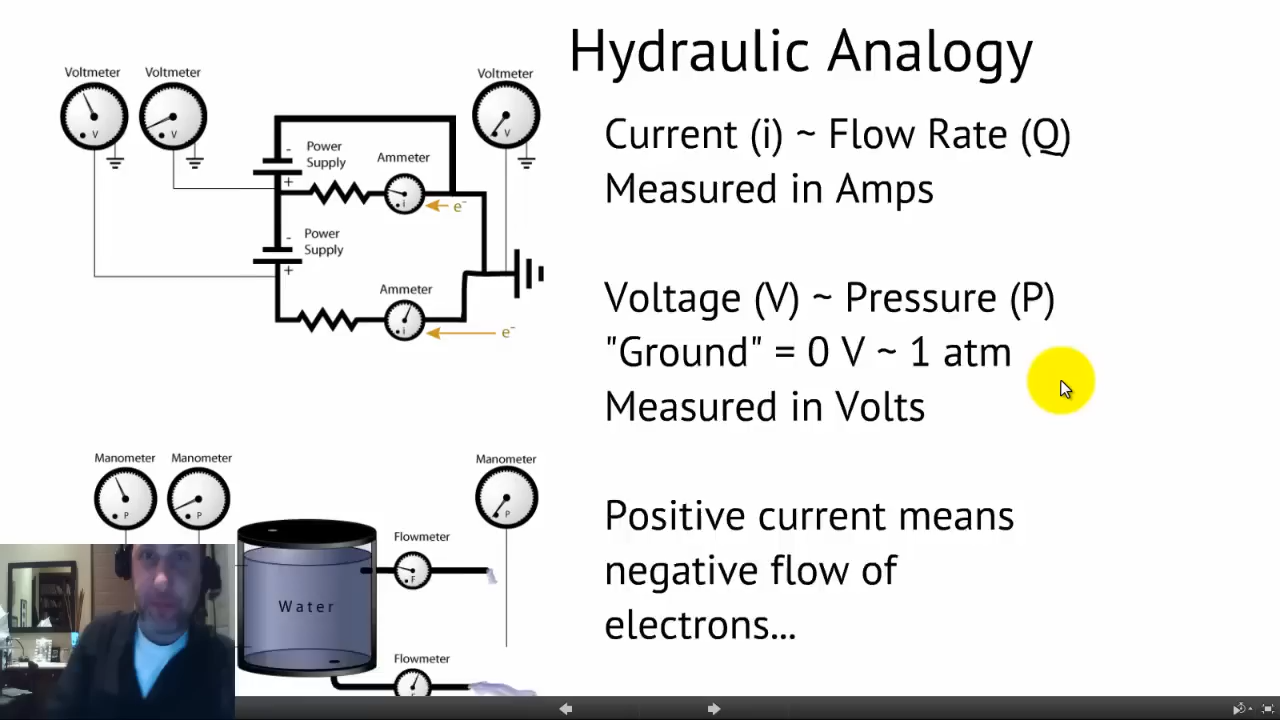 Hydraulic Analogy
Voltmeter
Voltmeter
Voltmeter
V
V
V
-
Power
Supply
+
Ammeter
i
e⁻
-
Power
Supply
+
Ammeter
i
e⁻
Current (i) ~ Flow Rate (Q)
Measured in Amps
Voltage (V) ~ Pressure (P)
"Ground" = 0 V ~ 1 atm
Measured in Volts
Manometer
Manometer
Manometer
P
P
P
Flowmeter
F
Water
Flowmeter
Positive current means
negative flow of
electrons...